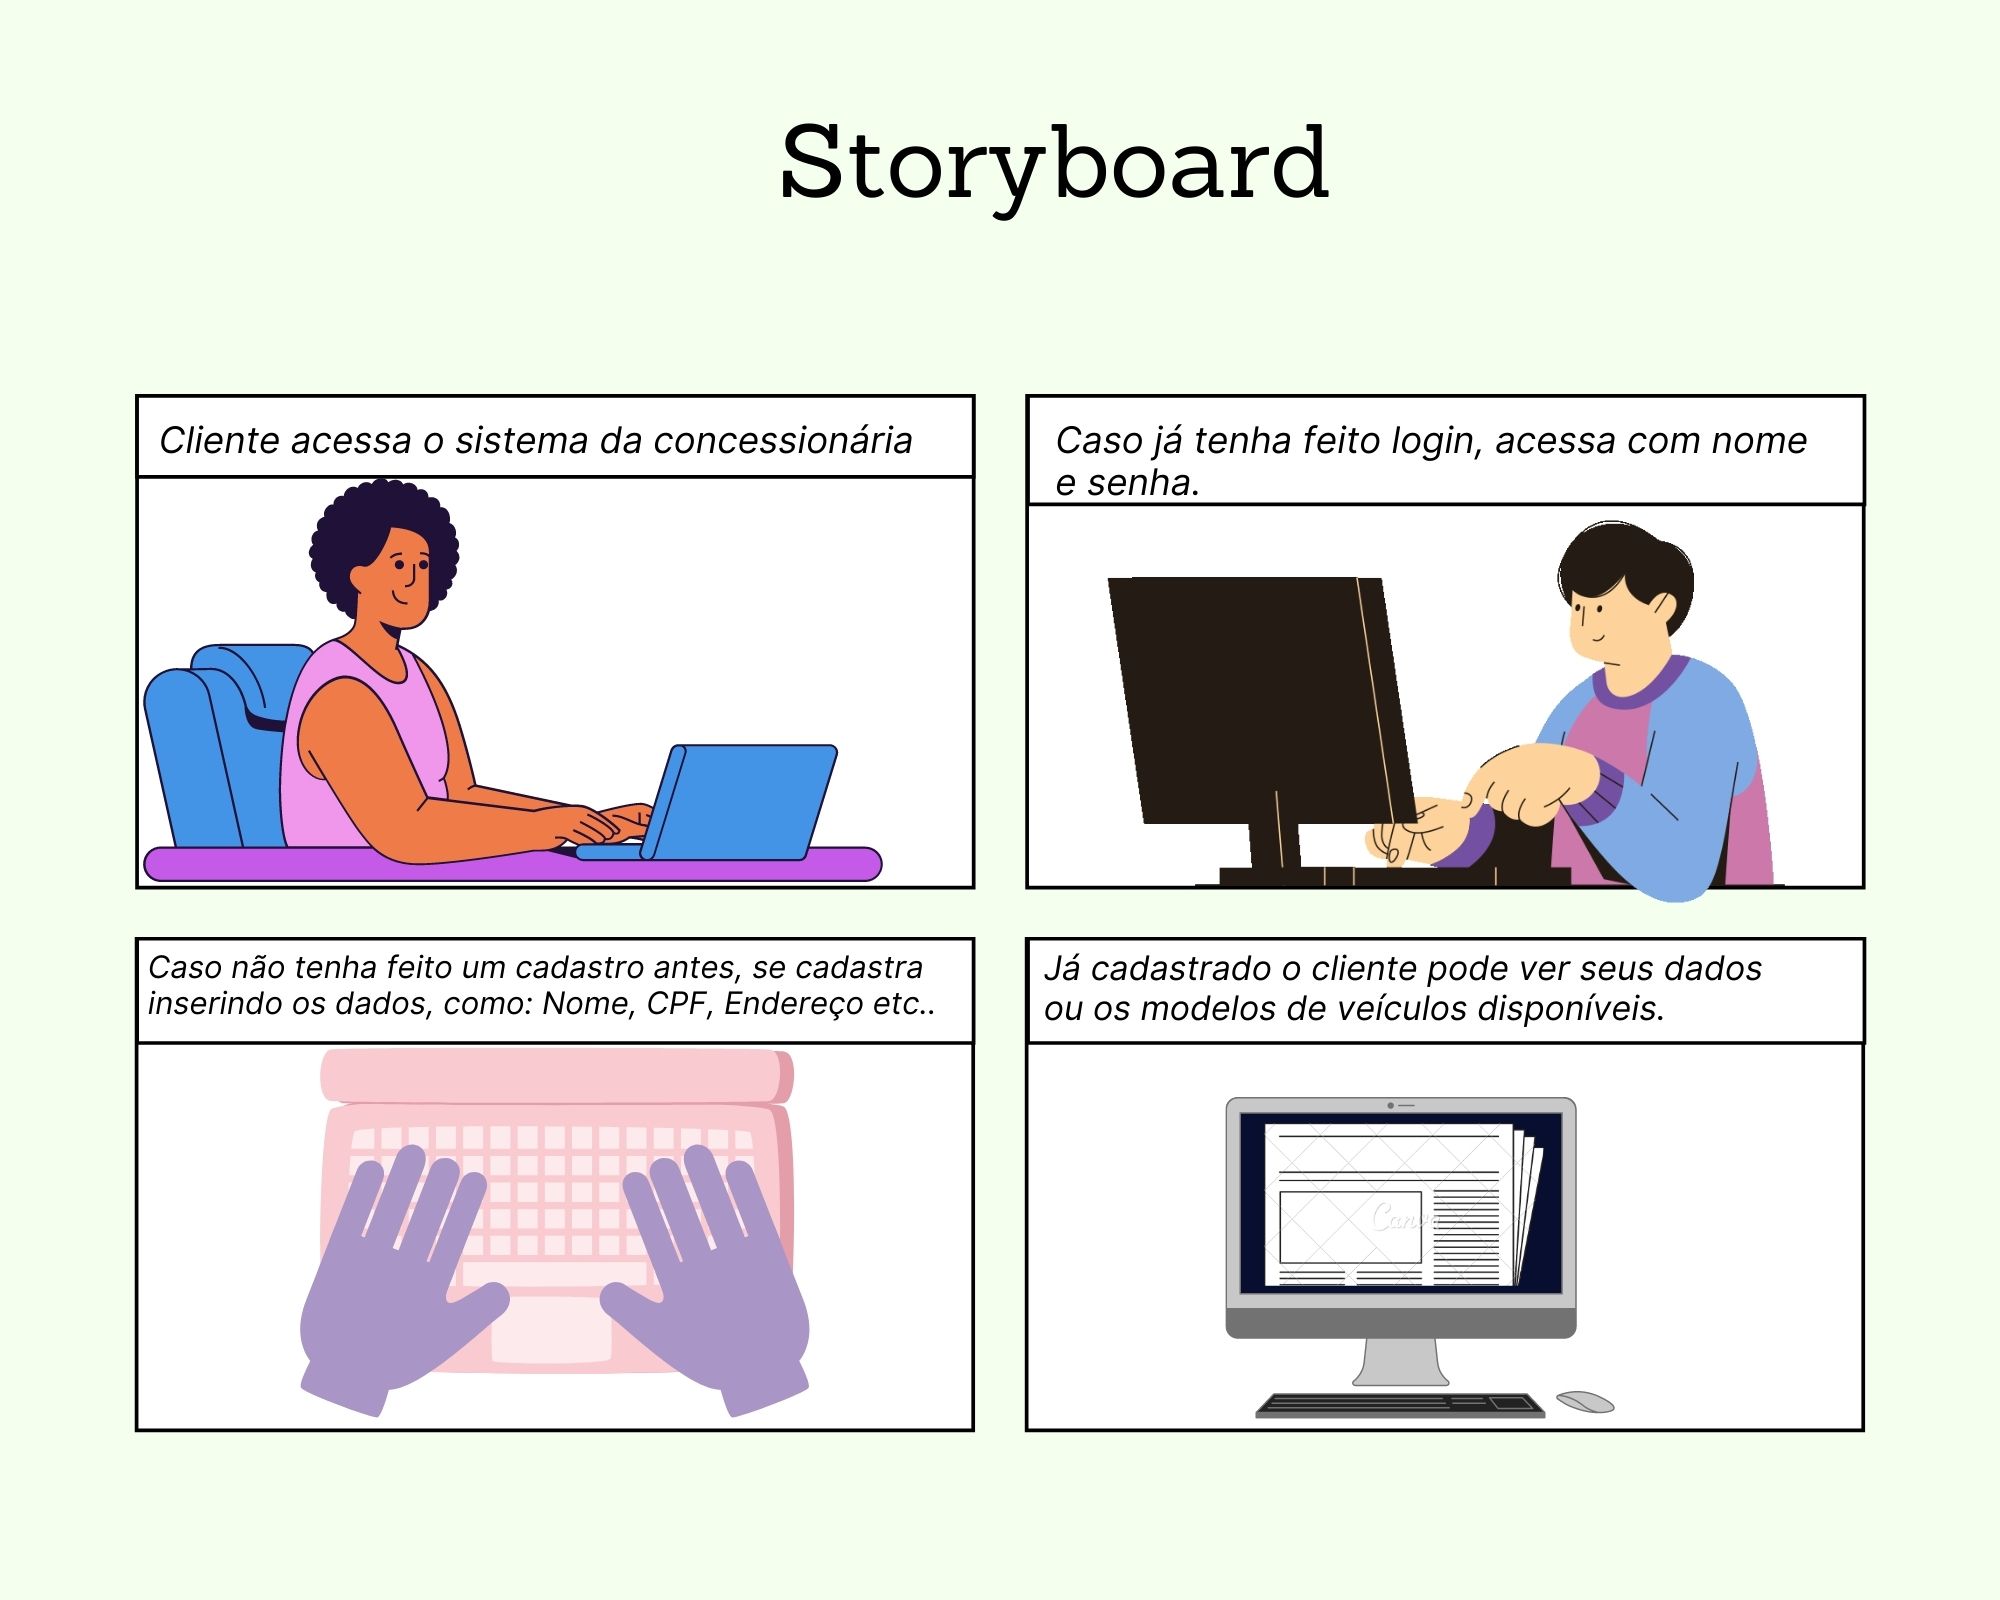 Storyboard
Cliente acessa o sistema da concessionária
Caso já tenha feito login, acessa com nome
e senha.
Caso não tenha feito um cadastro antes, se cadastra
inserindo os dados, como: Nome, CPF, Endereço etc..
Já cadastrado o cliente pode ver seus dados
ou os modelos de veículos disponíveis.
Canva